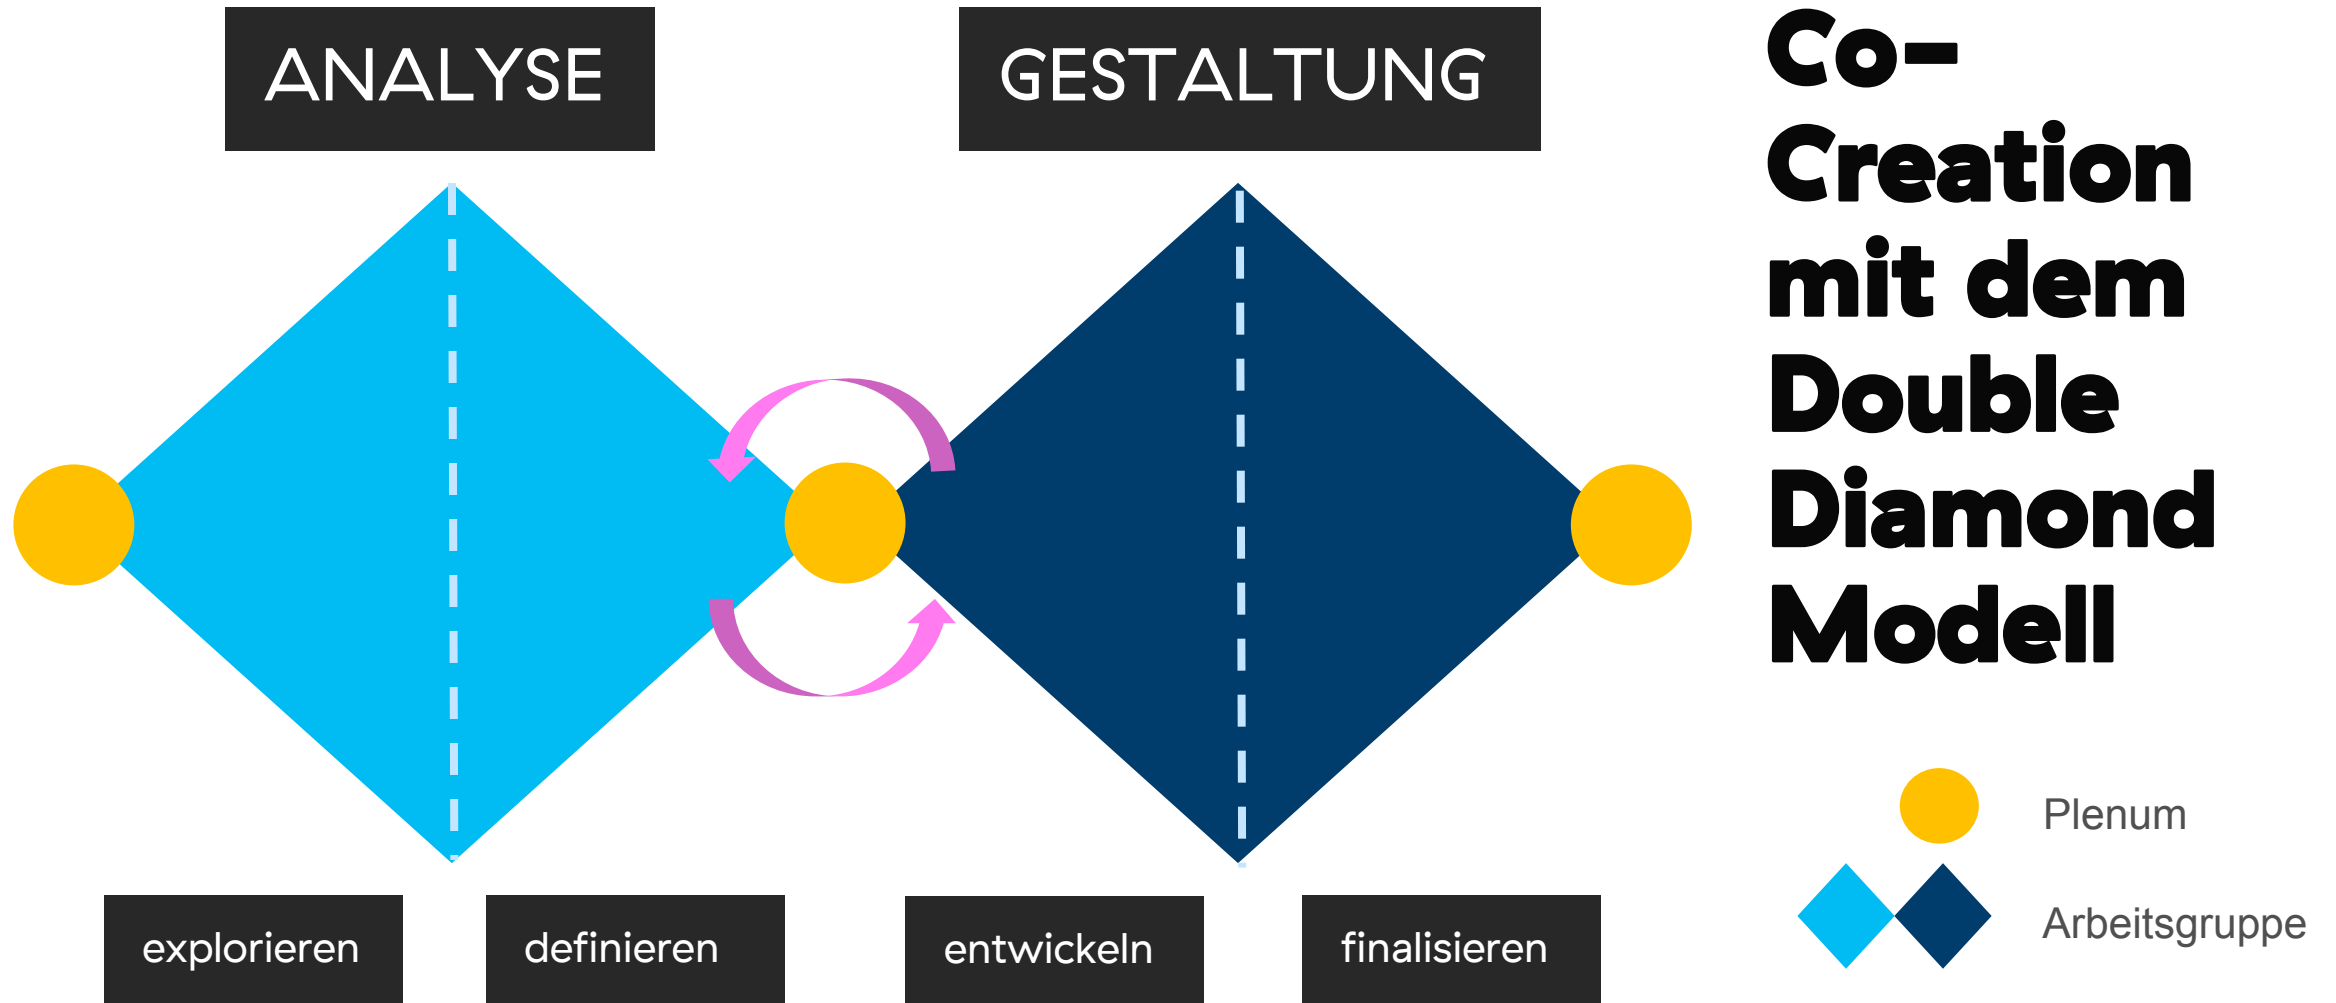 ANALYSE
GESTALTUNG
Co-
Creation
mit dem
Double
Diamond
Modell
Plenum
Arbeitsgruppe
explorieren
definieren
entwickeln
finalisieren